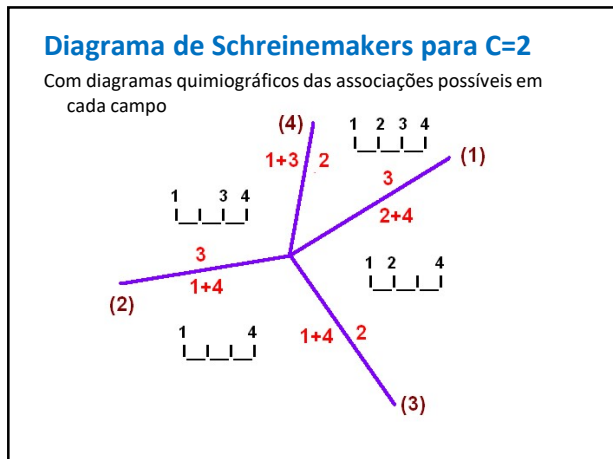 Diagrama de Schreinemakers para C=2
Com diagramas quimiográficos das associações possíveis em
cada campo
(4)
1 2 3 4
1+3 2
(1)
3
2+4
1 3 4
3
1+4
(2)
1 2 4
1 4
1+4 2
(3)